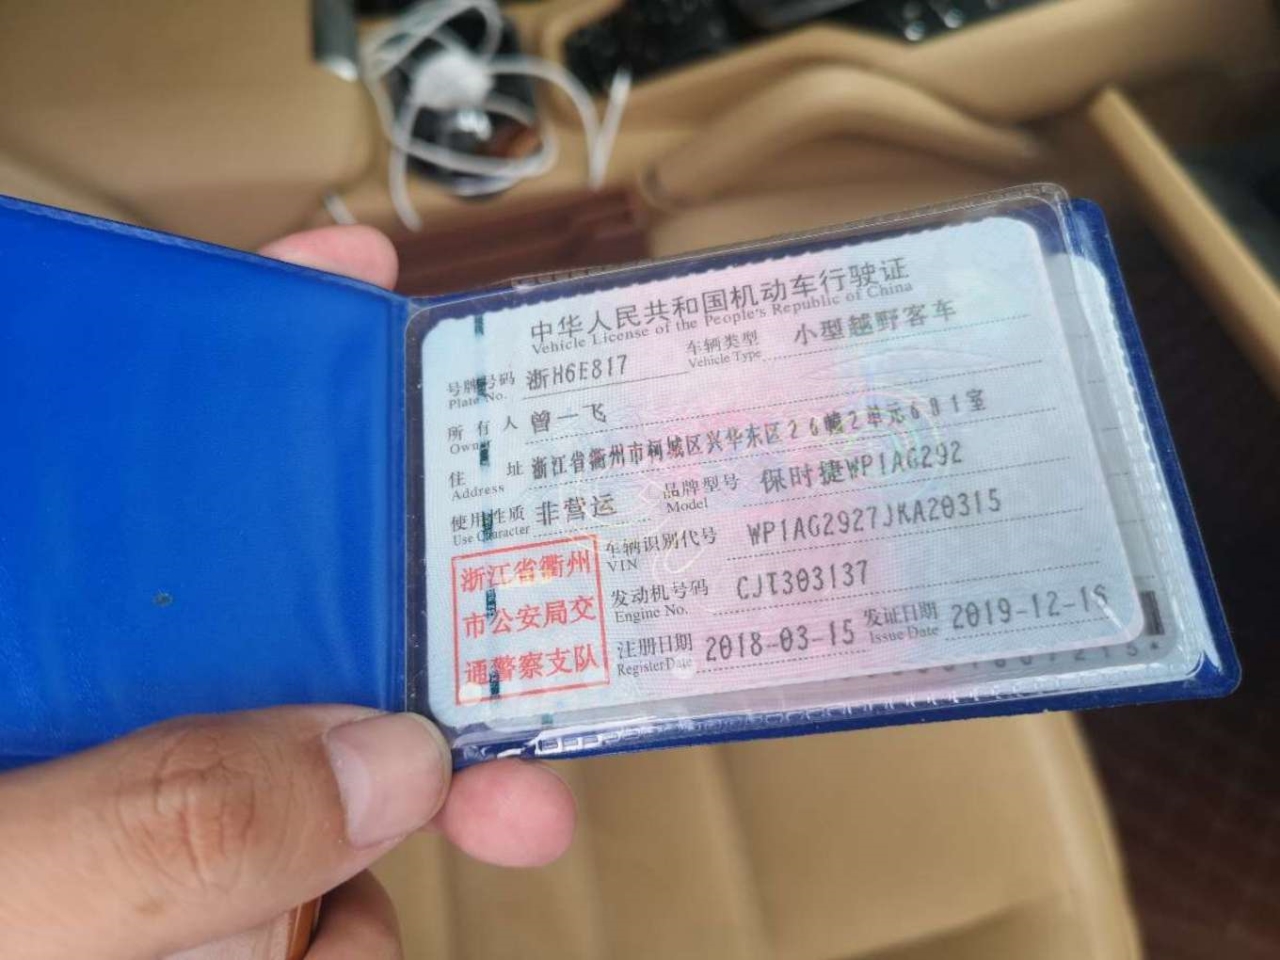 中华人民共和国机动车行驶证
Vehicle License of the People's Republic of China
号牌号码 浙H6E817 车辆类型 小型越野客车
Plate No. Vehicle Type
所有人 曾一飞
Owner
住址 浙江省衢州市柯城区兴华东区26幢2单元601室
Address
使用性质 非营运 品牌型号 保时捷WP1AG292
Use Character Model
车辆识别代号 WP1AG2927JKA20315
VIN
发动机号码 CJT303137
Engine No.
注册日期 2018-03-15 发证日期 2019-12-16
Register Date Issue Date
浙江省衢州
市公安局交
通警察支队